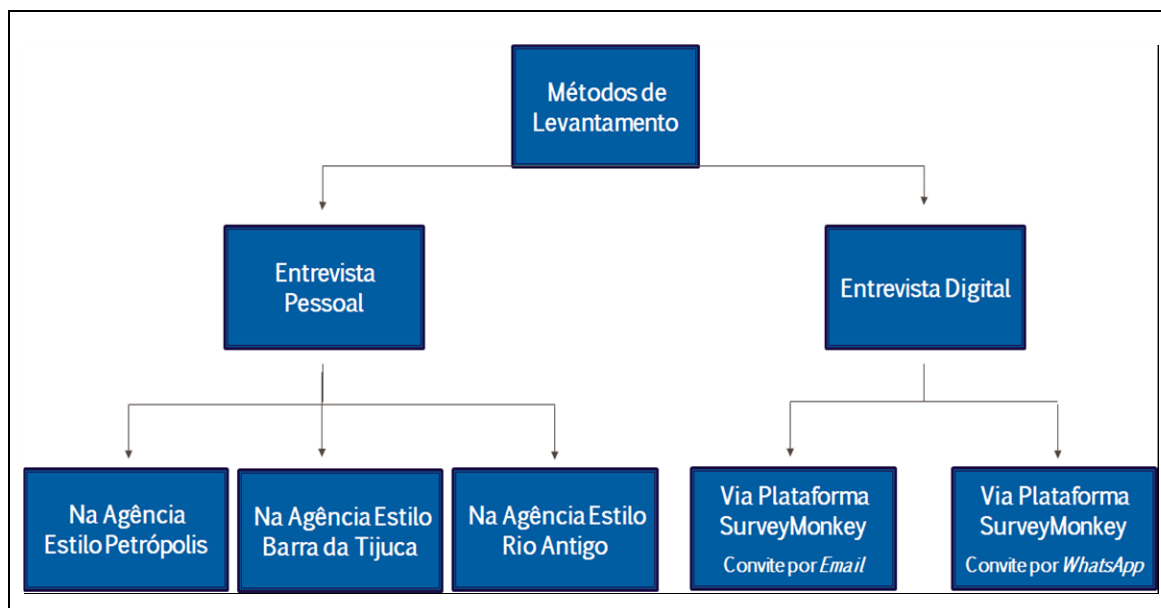 Métodos de
Levantamento
Entrevista
Pessoal
Entrevista Digital
Na Agência
Estilo Petrópolis
Na Agência Estilo
Barra da Tijuca
Na Agência Estilo
Rio Antigo
Via Plataforma
SurveyMonkey
Convite por Email
Via Plataforma
SurveyMonkey
Convite por WhatsApp